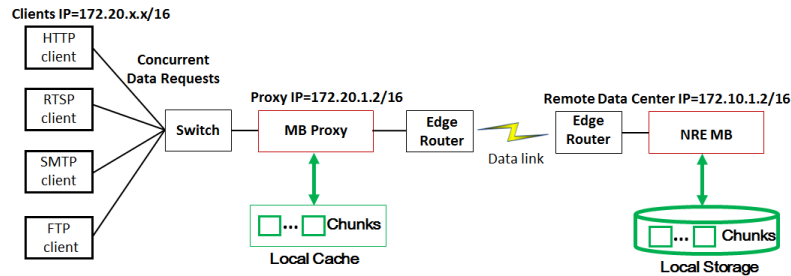 Clients IP=172.20.x.x/16
HTTP
client
RTSP
client
SMTP
client
FTP
client
Concurrent
Data Requests
Switch
Proxy IP=172.20.1.2/16
MB Proxy
...
Chunks
Local Cache
Edge
Router
Data link
Remote Data Center IP=172.10.1.2/16
Edge
Router
NRE MB
...
Chunks
Local Storage